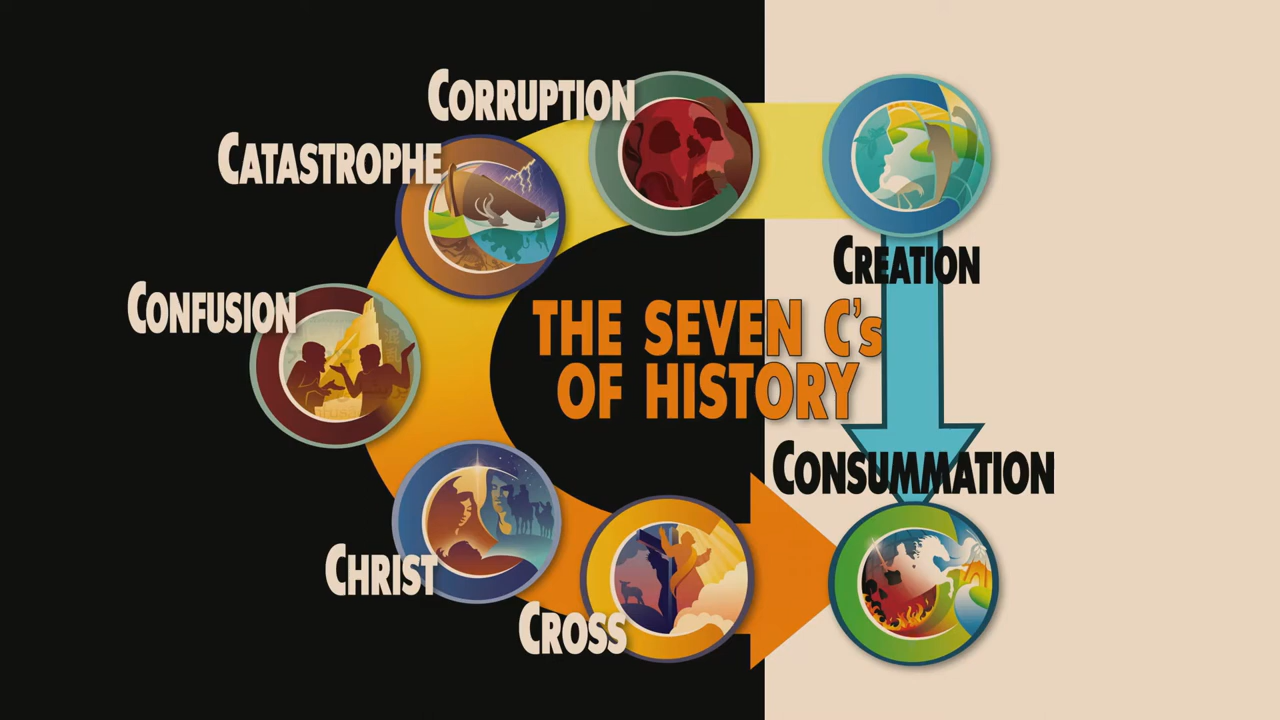 CORRUPTION
CATASTROPHE
CREATION
CONFUSION
THE SEVEN C's
OF HISTORY
CONSUMMATION
CHRIST
CROSS